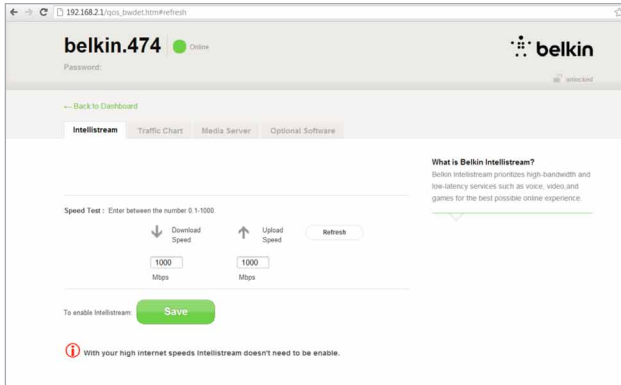 192.168.2.1/qos_bwdet.htm#refresh
belkin.474 Online
belkin
Password:
unlocked
← Back to Dashboard
Intellistream Traffic Chart Media Server Optional Software
What is Belkin Intellistream?
Belkin intellistream prioritizes high-bandwidth and
low-latency services such as voice, video,and
games for the best possible online experience.
Speed Test : Enter between the number 0.1-1000.
Download
Speed
Upload
Speed
Refresh
1000 1000
Mbps Mbps
To enable Intellistream: Save
With your high internet speeds Intellistream doesn't need to be enable.